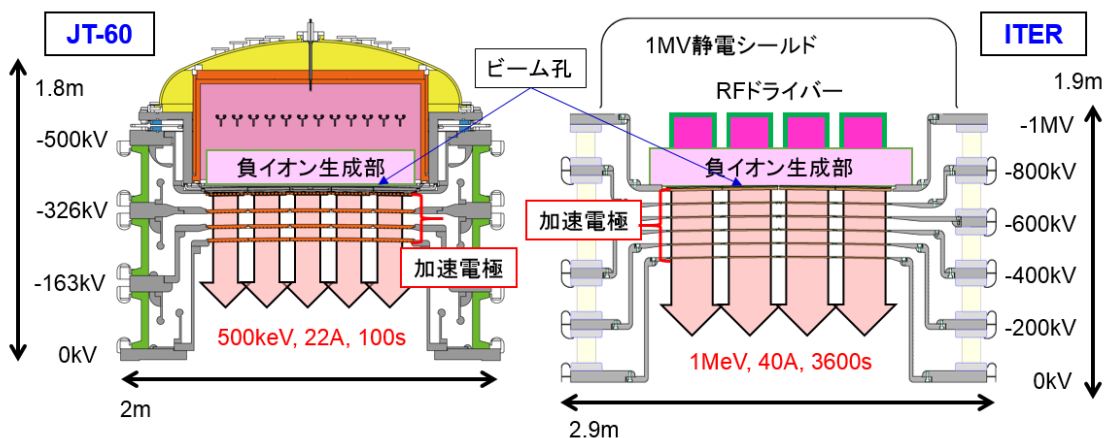 JT-60
1.8m
-500kV
-326kV
-163kV
0kV
負イオン生成部
加速電極
500keV, 22A, 100s
2m
ビーム孔
ITER
1MV静電シールド
RFドライバー
1.9m
-1MV
-800kV
-600kV
-400kV
-200kV
0kV
負イオン生成部
加速電極
1MeV, 40A, 3600s
2.9m